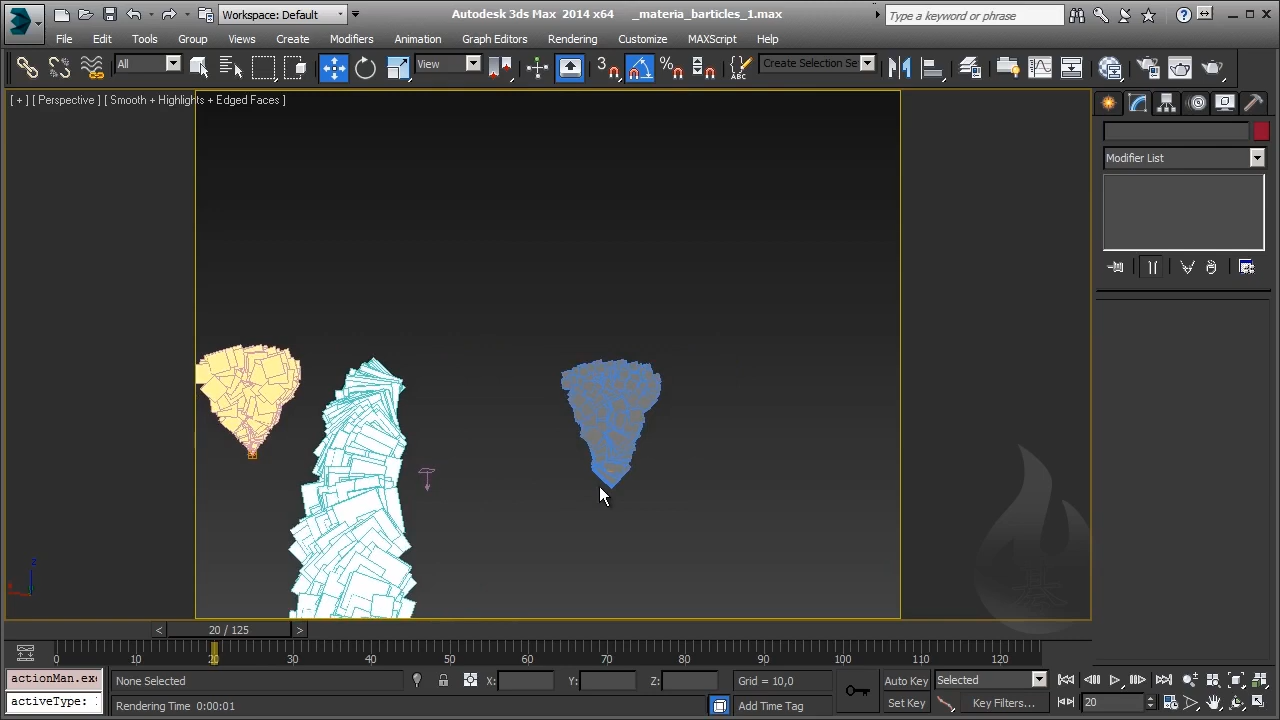 Workspace: Default
Autodesk 3ds Max 2014 x64 _materia_barticles_1.max
Type a keyword or phrase
File Edit Tools Group Views Create Modifiers Animation Graph Editors Rendering Customize MAXScript Help
All
View
3
Create Selection Se
[ + ] [ Perspective ] [ Smooth + Highlights + Edged Faces ]
Modifier List
z
< 20 / 125 >
0 10 20 30 40 50 60 70 80 90 100 110 120
actionMan.exe
None Selected
X: Y: Z:
Grid = 10,0
Auto Key
Selected
activeType:
Rendering Time 0:00:01
Add Time Tag
Set Key
Key Filters...
20